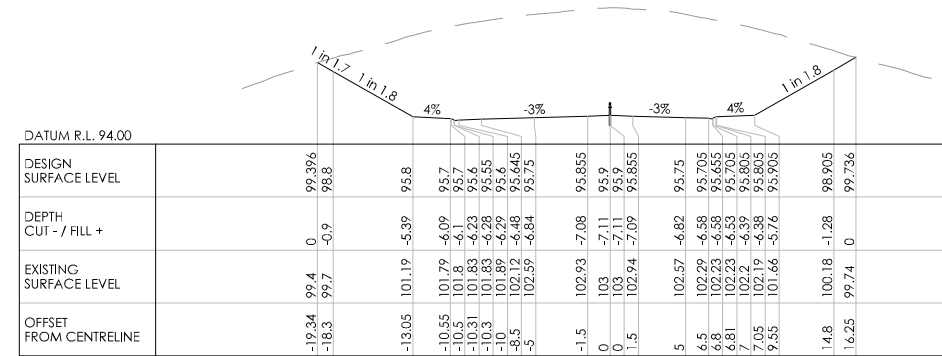 1 in 1.7
1 in 1.8
4%
-3%
-3%
4%
1 in 1.8
DATUM R.L. 94.00
DESIGN
SURFACE LEVEL
99.396 98.8 95.8 95.7 95.7 95.6 95.55 95.6 95.645 95.75 95.855 95.9 95.9 95.855 95.75 95.705 95.655 95.705 95.805 95.805 95.905 98.905 99.736
DEPTH
CUT - / FILL +
0 -0.9 -5.39 -6.09 -6.1 -6.23 -6.28 -6.29 -6.48 -6.84 -7.08 -7.11 -7.11 -7.09 -6.82 -6.58 -6.58 -6.53 -6.39 -6.38 -5.76 -1.28 0
EXISTING
SURFACE LEVEL
99.4 99.7 101.19 101.79 101.8 101.83 101.83 101.89 102.12 102.59 102.93 103 103 102.94 102.57 102.29 102.23 102.23 102.2 102.19 101.66 100.18 99.74
OFFSET
FROM CENTRELINE
-19.34 -18.3 -13.05 -10.55 -10.5 -10.31 -10.3 -10 -8.5 -5 -1.5 0 0 1.5 5 6.5 6.8 6.81 7 7.05 9.55 14.8 16.25